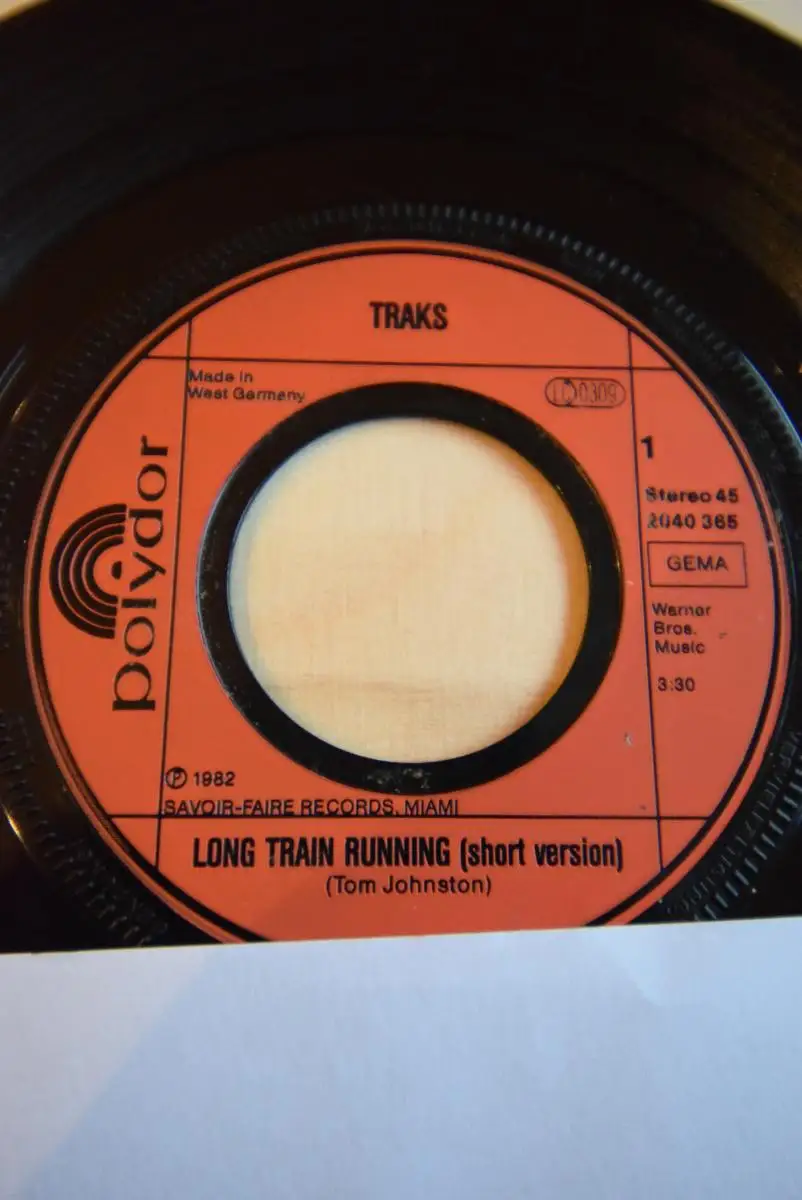 TRAKS
Made in
West Germany
LC 0309
polydor
1
Stereo 45
2040 365
GEMA
Warner
Bros.
Music
3:30
℗ 1982
SAVOIR-FAIRE RECORDS, MIAMI
LONG TRAIN RUNNING (short version)
(Tom Johnston)